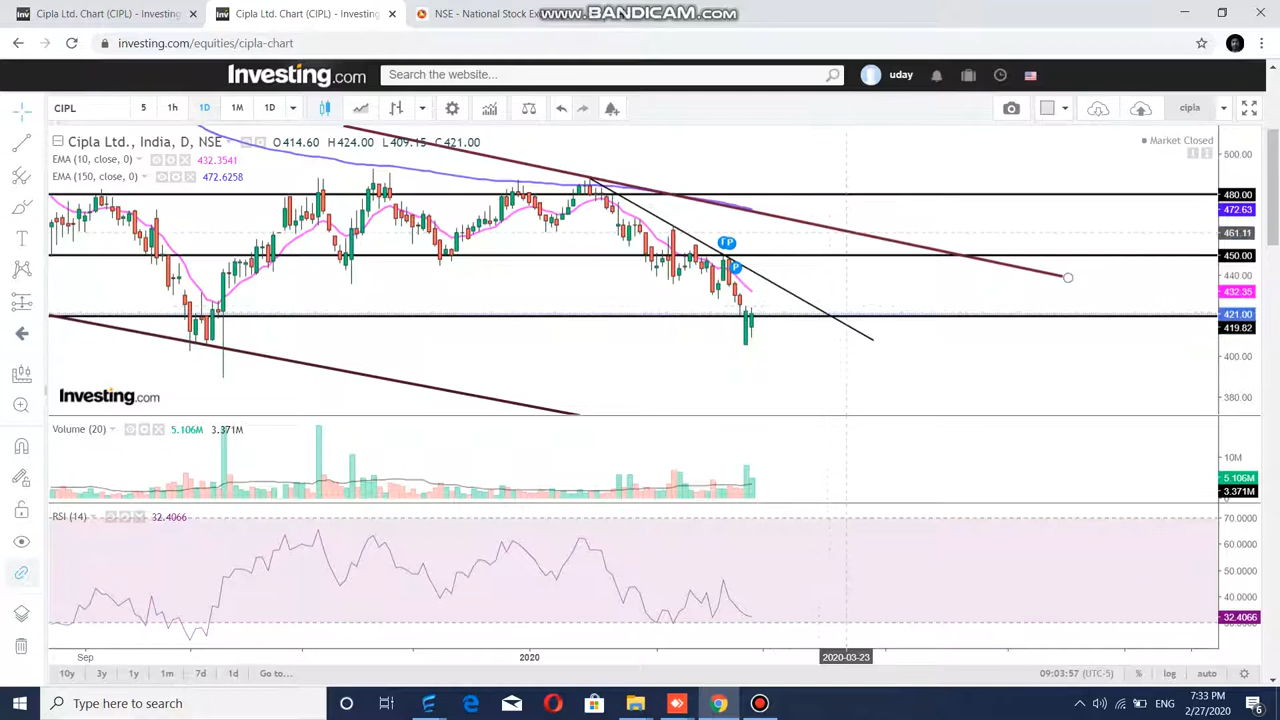 Cipla Ltd. Chart (CIPL) - Investing
Cipla Ltd. Chart (CIPL) - Investing
NSE - National Stock Ex
www.BANDICAM.com
investing.com/equities/cipla-chart
Investing.com
Search the website...
uday
CIPL
5
1h
1D
1M
1D
cipla
Cipla Ltd., India, D, NSE
O414.60 H424.00 L409.15 C421.00
Market Closed
EMA (10, close, 0)
432.3541
EMA (150, close, 0)
472.6258
500.00
480.00
472.63
461.11
450.00
440.00
432.35
421.00
419.82
400.00
380.00
TP
P
Investing.com
Volume (20)
5.106M
3.371M
10M
5.106M
3.371M
RSI (14)
32.4066
70.0000
60.0000
50.0000
40.0000
32.4066
Sep
2020
2020-03-23
10y
3y
1y
1m
7d
1d
Go to...
09:03:57 (UTC-5)
%
log
auto
Type here to search
ENG
7:33 PM
2/27/2020
6